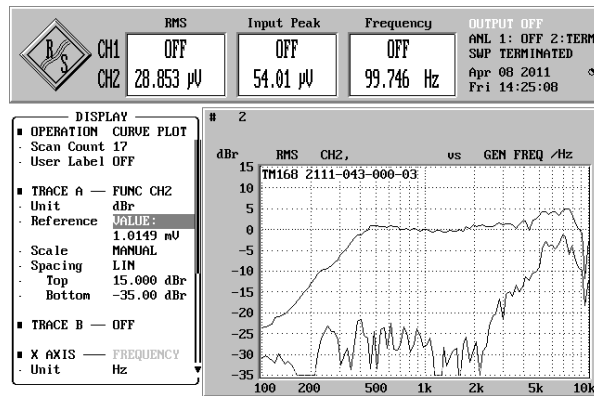 RMS Input Peak Frequency OUTPUT OFF
ANL 1: OFF 2:TERM
R S CH1 OFF OFF OFF SWP TERMINATED
CH2 28.853 µV 54.01 µV 99.746 Hz Apr 08 2011
Fri 14:25:08
DISPLAY
OPERATION CURVE PLOT
Scan Count 17
User Label OFF
TRACE A — FUNC CH2
Unit dBr
Reference VALUE:
1.0149 mV
Scale MANUAL
Spacing LIN
Top 15.000 dBr
Bottom -35.00 dBr
TRACE B — OFF
X AXIS — FREQUENCY
Unit Hz
# 2
dBr RMS CH2, vs GEN FREQ /Hz
TM168 2111-043-000-03
15
10
5
0
-5
-10
-15
-20
-25
-30
-35
100 200 500 1k 2k 5k 10k